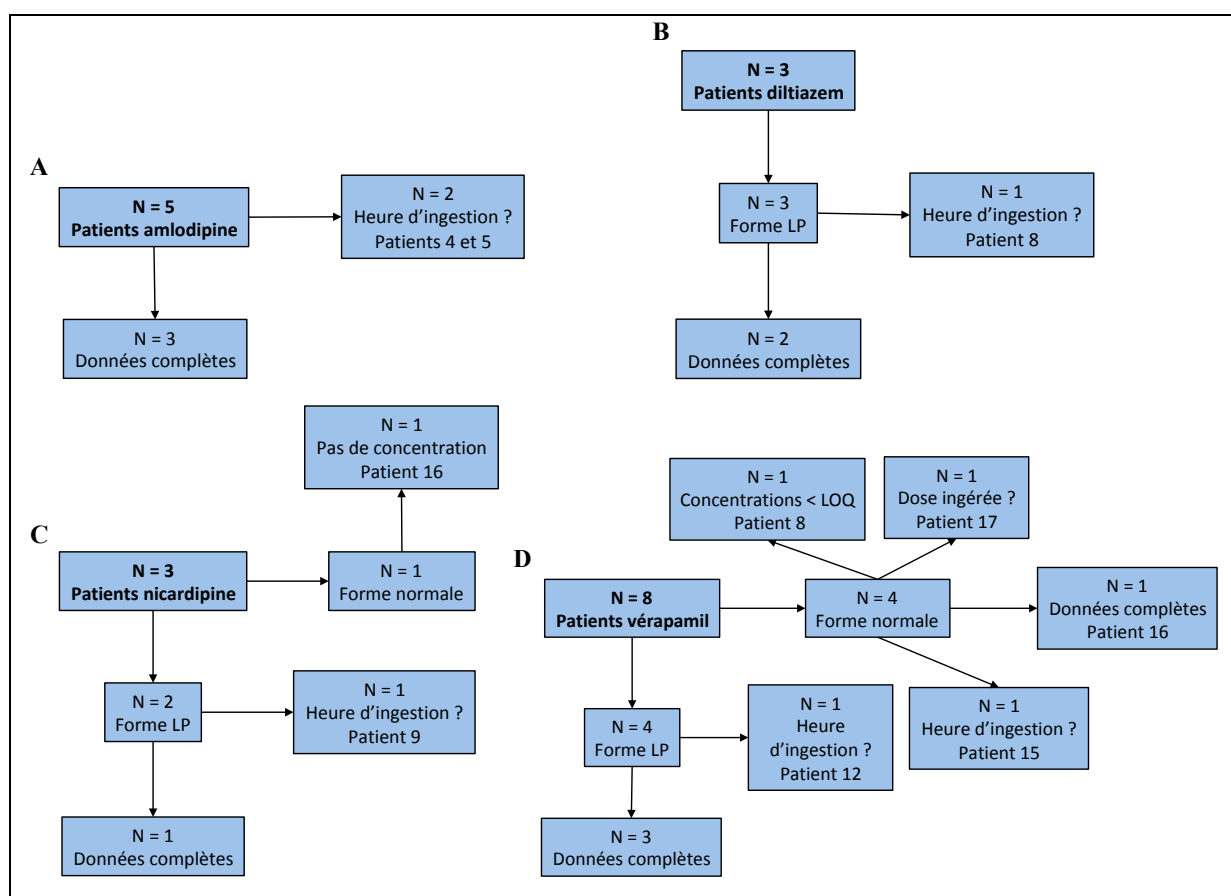 A
N = 5
Patients amlodipine
N = 2
Heure d'ingestion ?
Patients 4 et 5
N = 3
Données complètes
B
N = 3
Patients diltiazem
N = 3
Forme LP
N = 1
Heure d'ingestion ?
Patient 8
N = 2
Données complètes
C
N = 1
Pas de concentration
Patient 16
N = 3
Patients nicardipine
N = 1
Forme normale
N = 2
Forme LP
N = 1
Heure d'ingestion ?
Patient 9
N = 1
Données complètes
D
N = 1
Concentrations < LOQ
Patient 8
N = 1
Dose ingérée ?
Patient 17
N = 8
Patients vérapamil
N = 4
Forme normale
N = 1
Données complètes
Patient 16
N = 4
Forme LP
N = 1
Heure
d'ingestion ?
Patient 12
N = 1
Heure d'ingestion ?
Patient 15
N = 3
Données complètes